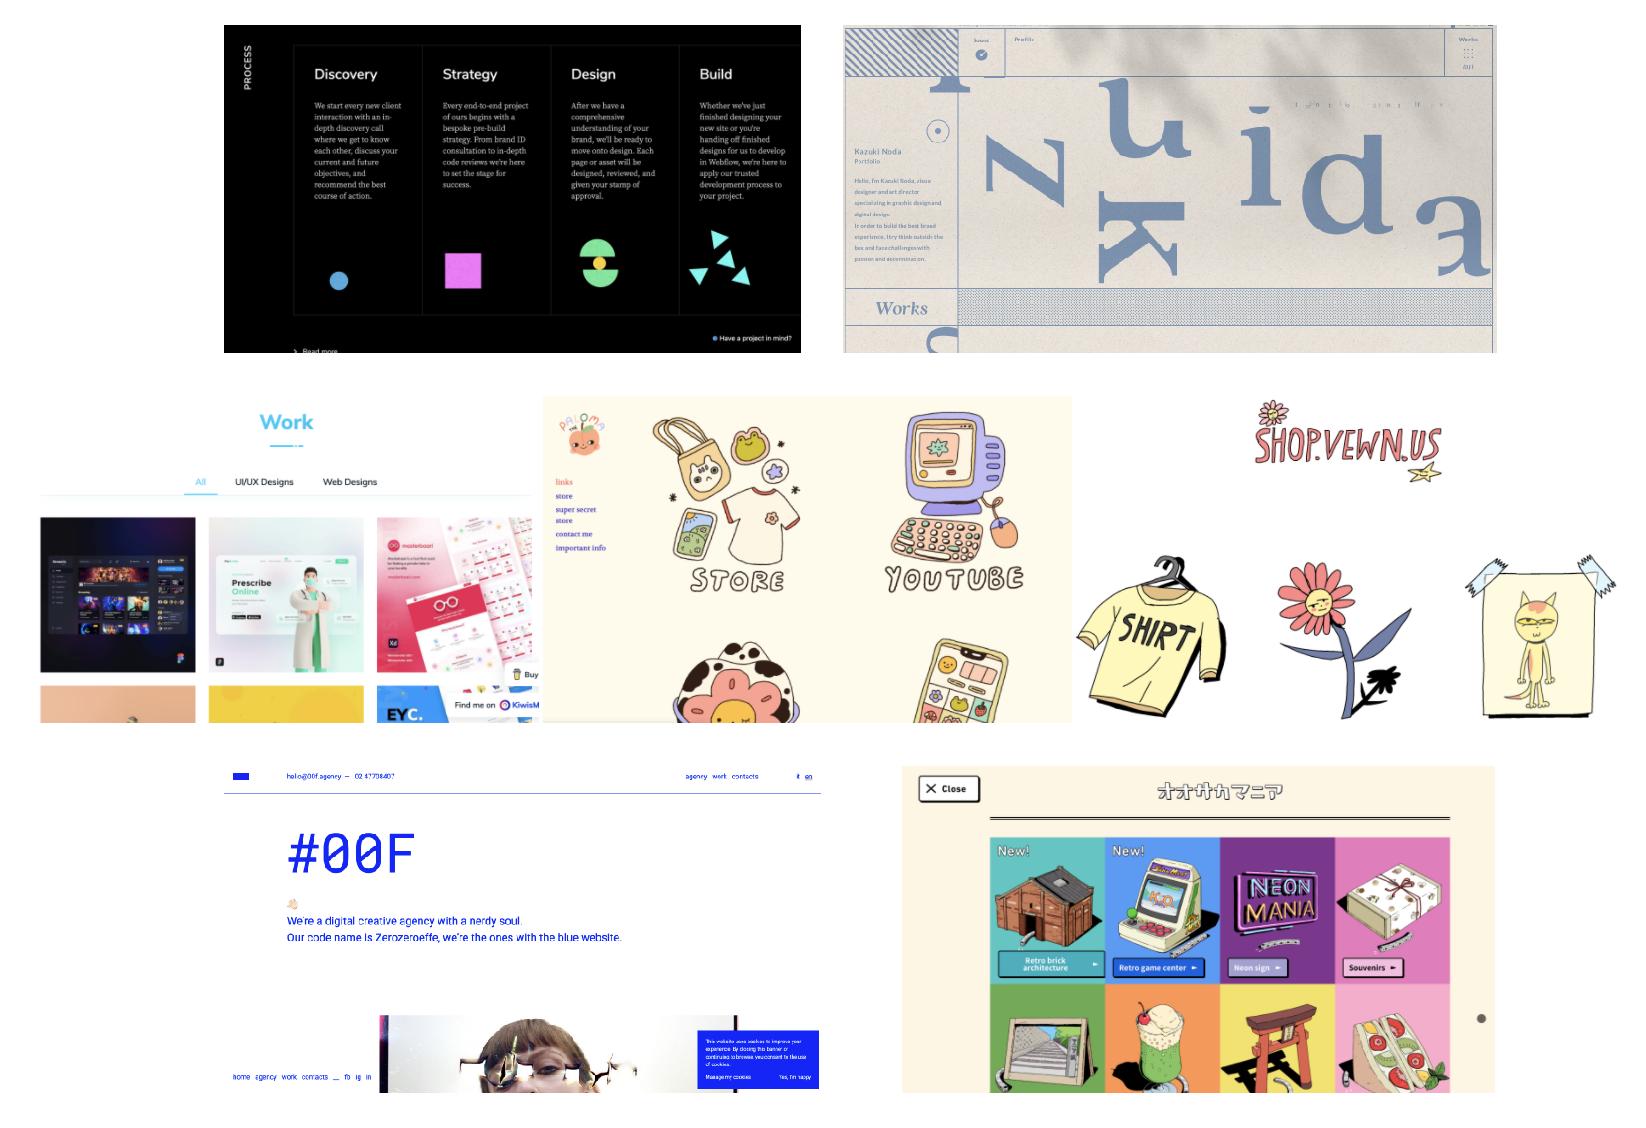 PROCESS
Discovery
We start every new client
interaction with an in-
depth discovery call
where we get to know
each other, discuss your
current and future
objectives, and
recommend the best
course of action.
Strategy
Every end-to-end project
of ours begins with a
bespoke pre-build
strategy. From brand ID
consultation to in-depth
code reviews we're here
to set the stage for
success.
Design
After we have a
comprehensive
understanding of your
brand, we'll be ready to
move onto design. Each
page or asset will be
designed, reviewed, and
given your stamp of
approval.
Build
Whether we've just
finished designing your
new site or you're
handing off finished
designs for us to develop
in Webflow, we're here to
apply our trusted
development process to
your project.
Have a project in mind?
Read more
Profile
Works
z u k i d a
Kazuki Noda
Portfolio
Hello, I'm Kazuki Noda,
designer and art director
specializing in graphic design and
digital design.
In order to build the best brand
experience, I try think outside the
box and face challenges with
passion and determination.
Works
Work
All
UI/UX Designs
Web Designs
Prescribe
Online
masterbaari
Xd
Buy
EYC.
Find me on KiwisM
PALOMA
THE
links
store
super secret
store
contact me
important info
STORE
YOUTUBE
SHOP.VEWN.US
SHIRT
hello@00f.agency — 02 87708407
agency work contacts
it en
#00F
We're a digital creative agency with a nerdy soul.
Our code name is Zerozeroeffe, we're the ones with the blue website.
home agency work contacts __ fb ig in
This website uses cookies to improve your
experience. By closing this banner or
continuing to browse you consent to the use
of cookies.
Manage my cookies
Yes, I'm happy
Close
オオサカマニア
New!
Retro brick
architecture
New!
Retro game center
NEON
MANIA
Neon sign
Souvenirs